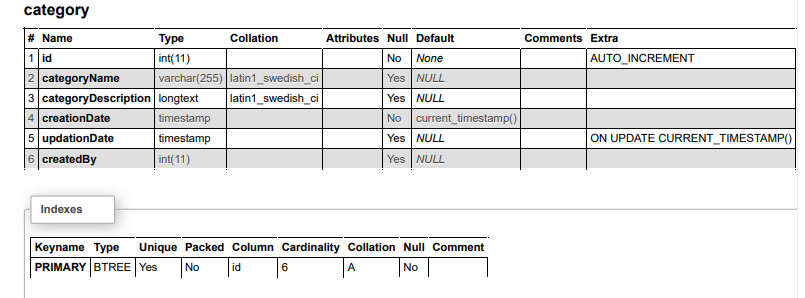 category
# Name Type Collation Attributes Null Default Comments Extra
1 id int(11) No None AUTO_INCREMENT
2 categoryName varchar(255) latin1_swedish_ci Yes NULL
3 categoryDescription longtext latin1_swedish_ci Yes NULL
4 creationDate timestamp No current_timestamp()
5 updationDate timestamp Yes NULL ON UPDATE CURRENT_TIMESTAMP()
6 createdBy int(11) Yes NULL
Indexes
Keyname Type Unique Packed Column Cardinality Collation Null Comment
PRIMARY BTREE Yes No id 6 A No